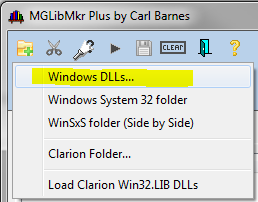 MGLibMkr Plus by Carl Barnes
CLEAR
Windows DLLs...
Windows System 32 folder
WinSxS folder (Side by Side)
Clarion Folder...
Load Clarion Win32.LIB DLLs